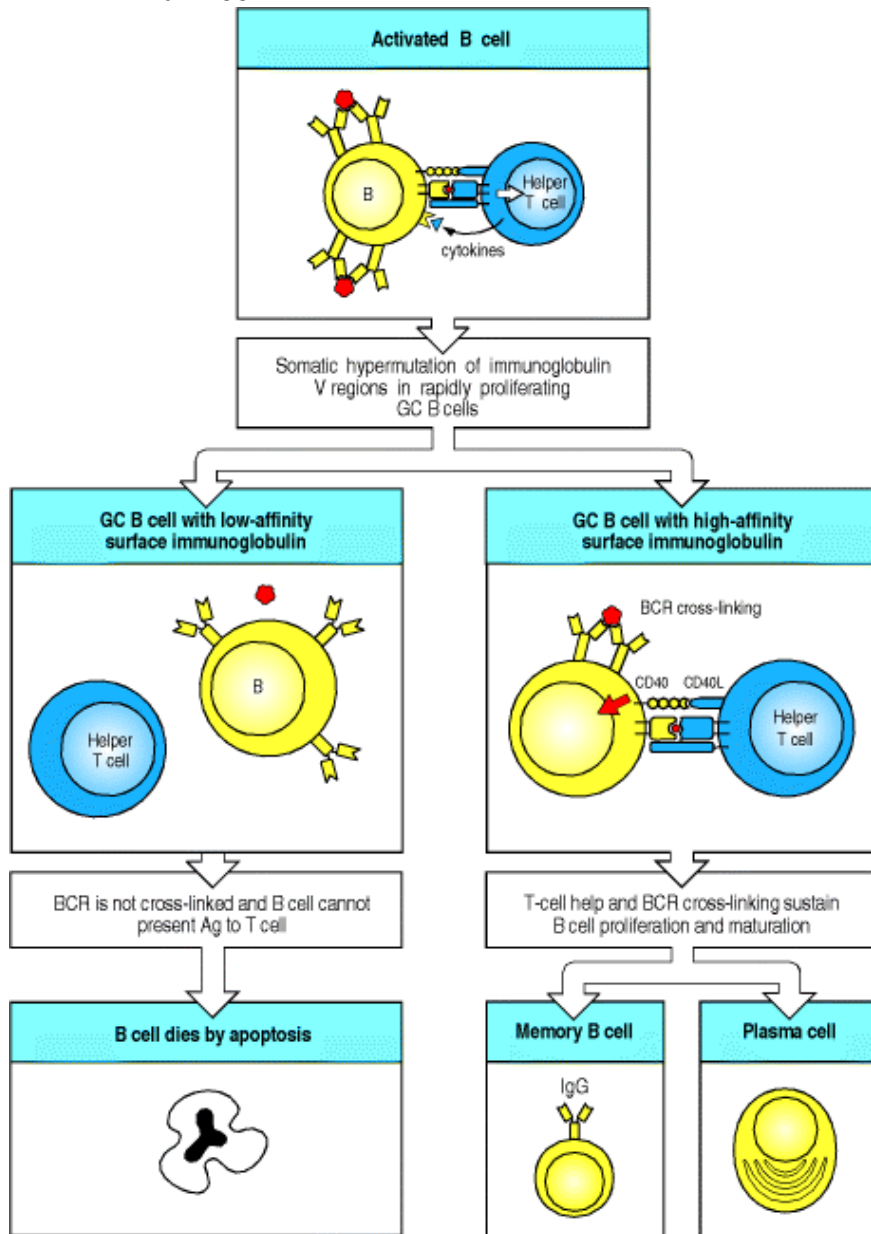 Activated B cell
B
Helper
T cell
cytokines
Somatic hypermutation of immunoglobulin
V regions in rapidly proliferating
GC B cells
GC B cell with low-affinity
surface immunoglobulin
B
Helper
T cell
GC B cell with high-affinity
surface immunoglobulin
BCR cross-linking
CD40 CD40L
Helper
T cell
BCR is not cross-linked and B cell cannot
present Ag to T cell
T-cell help and BCR cross-linking sustain
B cell proliferation and maturation
B cell dies by apoptosis
Memory B cell
IgG
Plasma cell